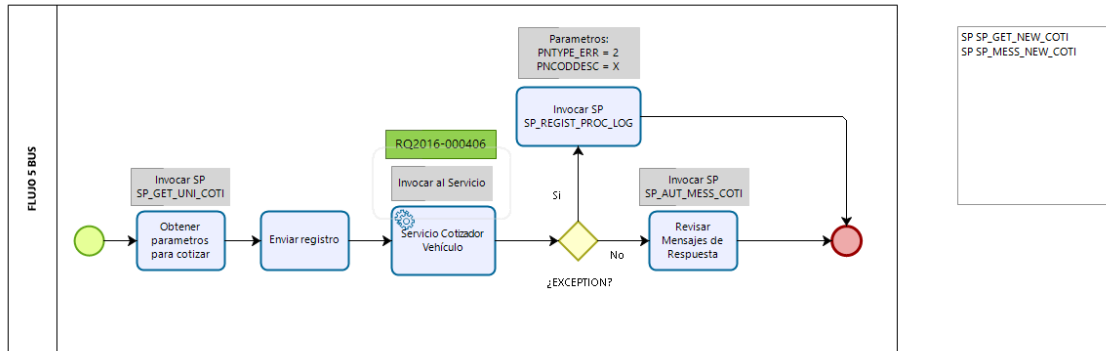 FLUJO 5 BUS
Invocar SP
SP_GET_UNI_COTI
Obtener
parametros
para cotizar
Enviar registro
RQ2016-000406
Invocar al Servicio
Servicio Cotizador
Vehículo
Parametros:
PNTYPE_ERR = 2
PNCODDESC = X
Invocar SP
SP_REGIST_PROC_LOG
Si
¿EXCEPTION?
No
Invocar SP
SP_AUT_MESS_COTI
Revisar
Mensajes de
Respuesta
SP SP_GET_NEW_COTI
SP SP_MESS_NEW_COTI